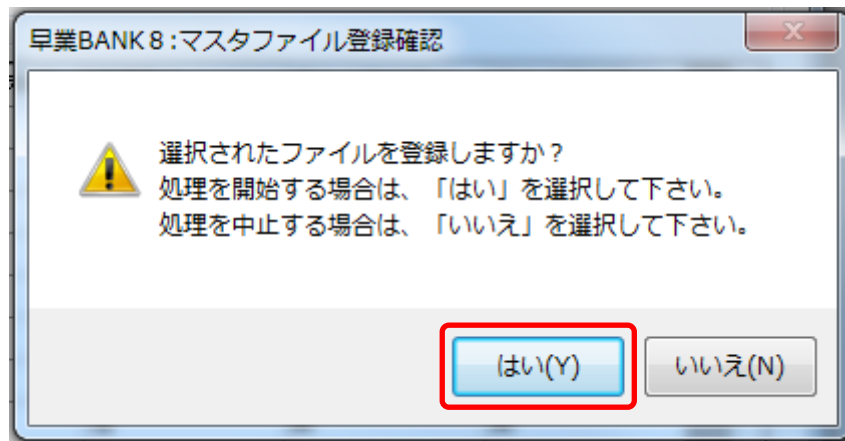 早業BANK８:マスタファイル登録確認
選択されたファイルを登録しますか？
処理を開始する場合は、「はい」を選択して下さい。
処理を中止する場合は、「いいえ」を選択して下さい。
はい(Y)
いいえ(N)